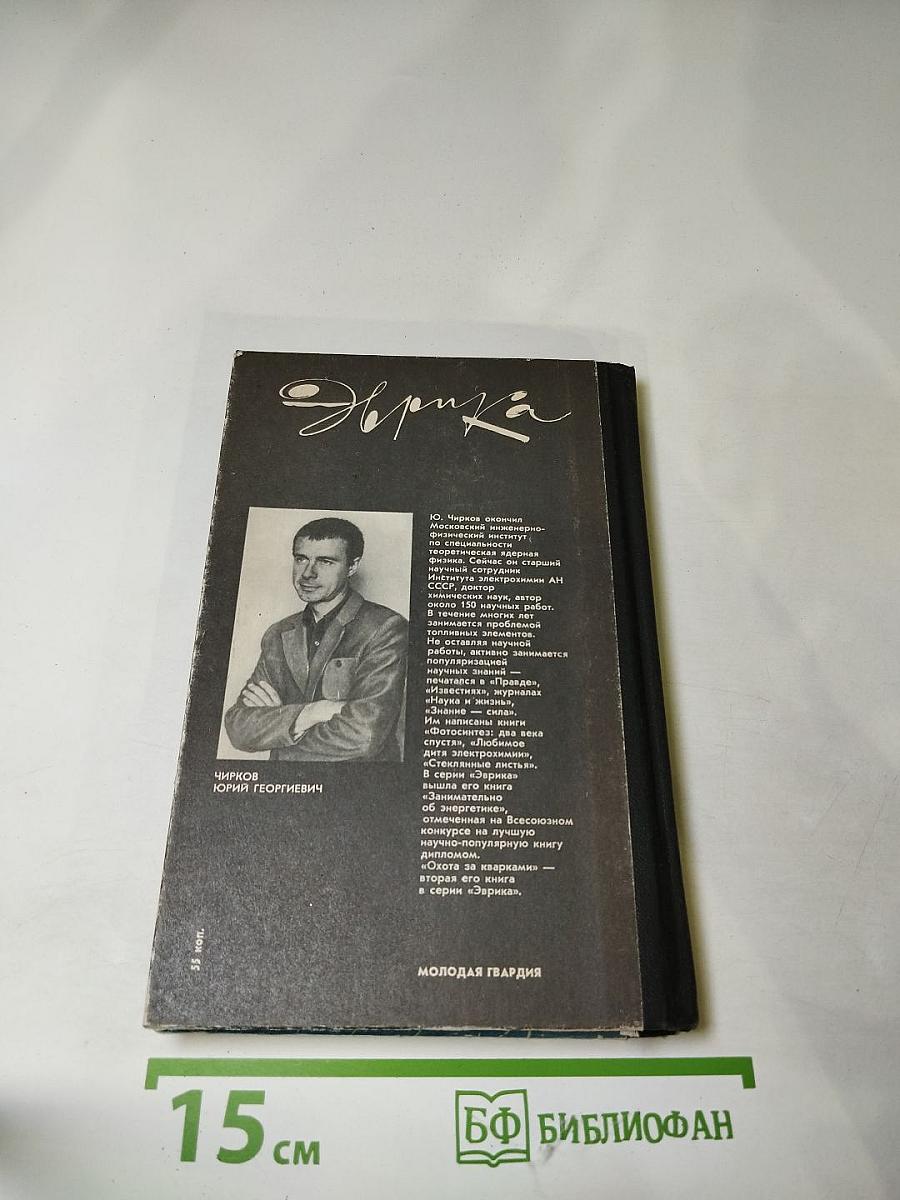 Эврика
Ю. Чирков окончил
Московский инженерно-
физический институт
по специальности
теоретическая ядерная
физика. Сейчас он старший
научный сотрудник
Института электрохимии АН
СССР, доктор
химических наук, автор
около 150 научных работ.
В течение многих лет
занимается проблемой
топливных элементов.
Не оставляя научной
работы, активно занимается
популяризацией
научных знаний —
печатался в «Правде»,
«Известиях», журналах
«Наука и жизнь»,
«Знание — сила».
Им написаны книги
«Фотосинтез: два века
спустя», «Любимое
дитя электрохимии»,
«Стеклянные листья».
В серии «Эврика»
вышла его книга
«Занимательно
об энергетике»,
отмеченная на Всесоюзном
конкурсе на лучшую
научно-популярную книгу
дипломом.
«Охота за кварками» —
вторая его книга
в серии «Эврика».
ЧИРКОВ
ЮРИЙ ГЕОРГИЕВИЧ
55 коп.
МОЛОДАЯ ГВАРДИЯ
15 см
БФ БИБЛИОФАН